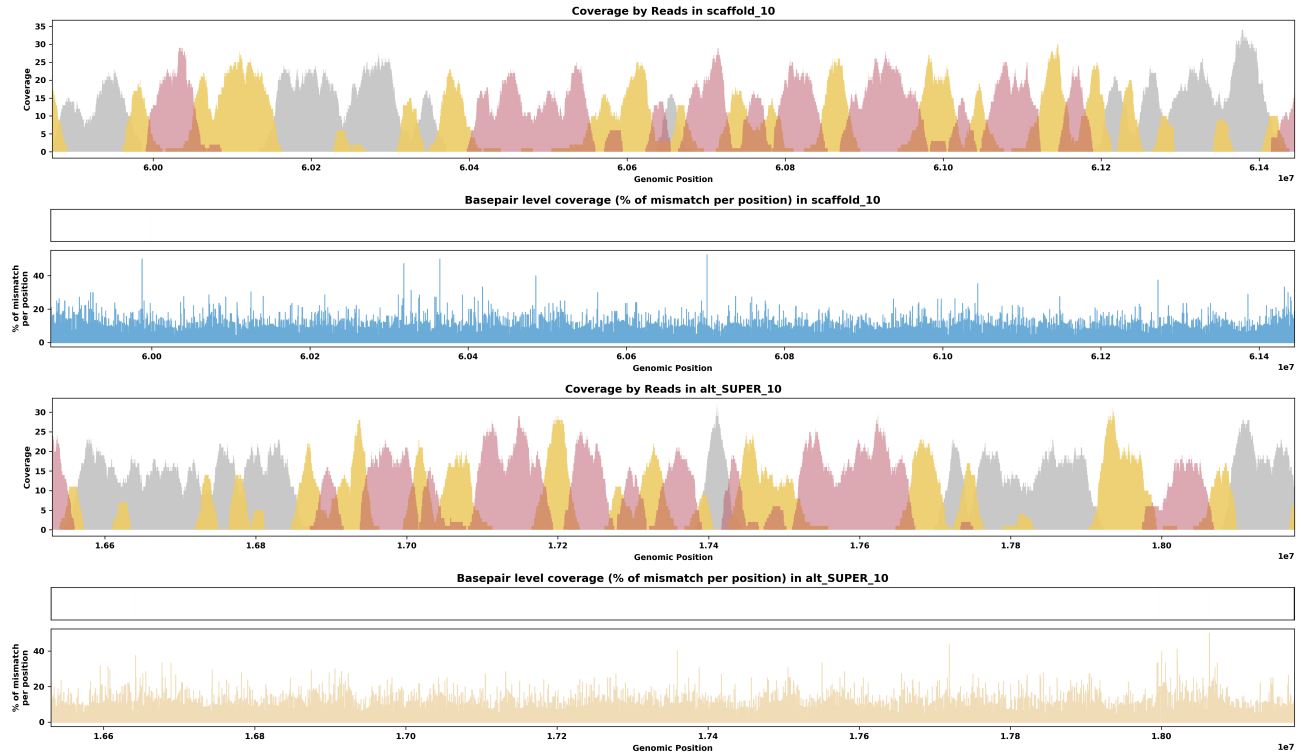 Coverage by Reads in scaffold_10
Coverage
35
30
25
20
15
10
5
0
6.00 6.02 6.04 6.06 6.08 6.10 6.12 6.14
Genomic Position
1e7
Basepair level coverage (% of mismatch per position) in scaffold_10
% of mismatch
per position
40
20
0
6.00 6.02 6.04 6.06 6.08 6.10 6.12 6.14
Genomic Position
1e7
Coverage by Reads in alt_SUPER_10
Coverage
30
25
20
15
10
5
0
1.66 1.68 1.70 1.72 1.74 1.76 1.78 1.80
Genomic Position
1e7
Basepair level coverage (% of mismatch per position) in alt_SUPER_10
% of mismatch
per position
40
20
0
1.66 1.68 1.70 1.72 1.74 1.76 1.78 1.80
Genomic Position
1e7